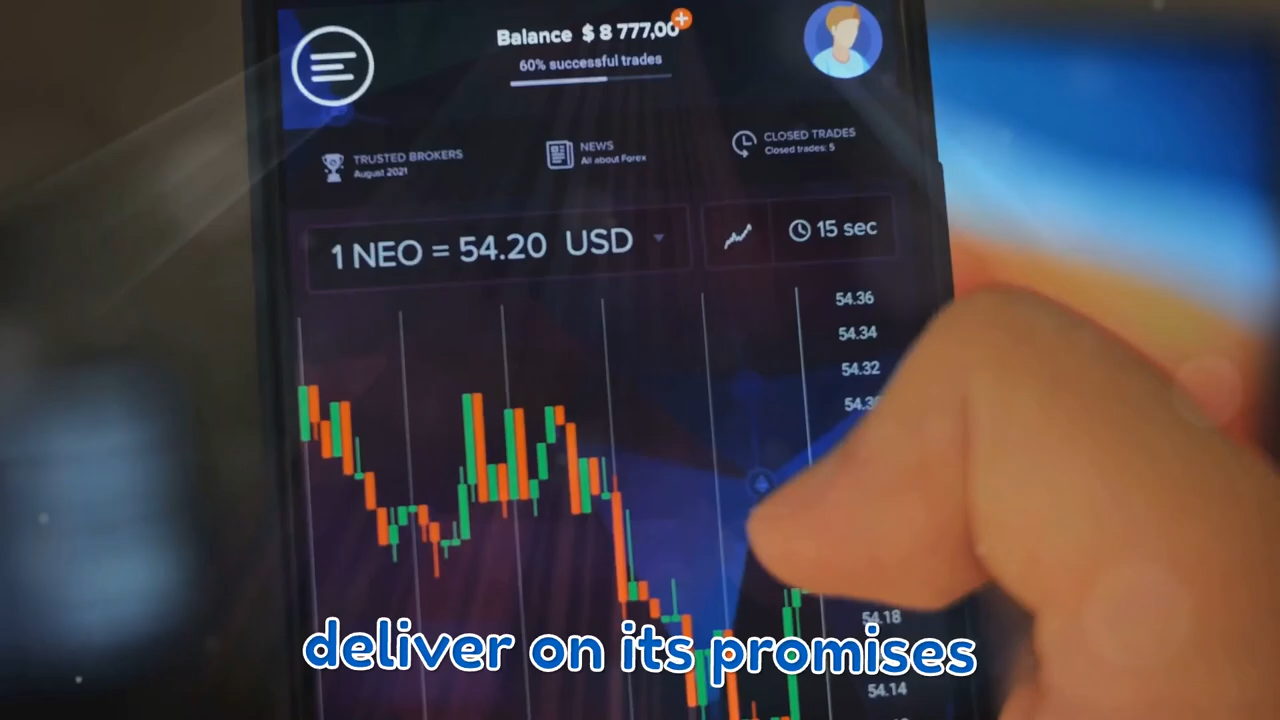 Balance $ 8 777,00
60% successful trades
TRUSTED BROKERS
August 2021
NEWS
All about Forex
CLOSED TRADES
Closed trades: 5
1 NEO = 54.20 USD
15 sec
54.36
54.34
54.32
54.18
54.14
deliver on its promises